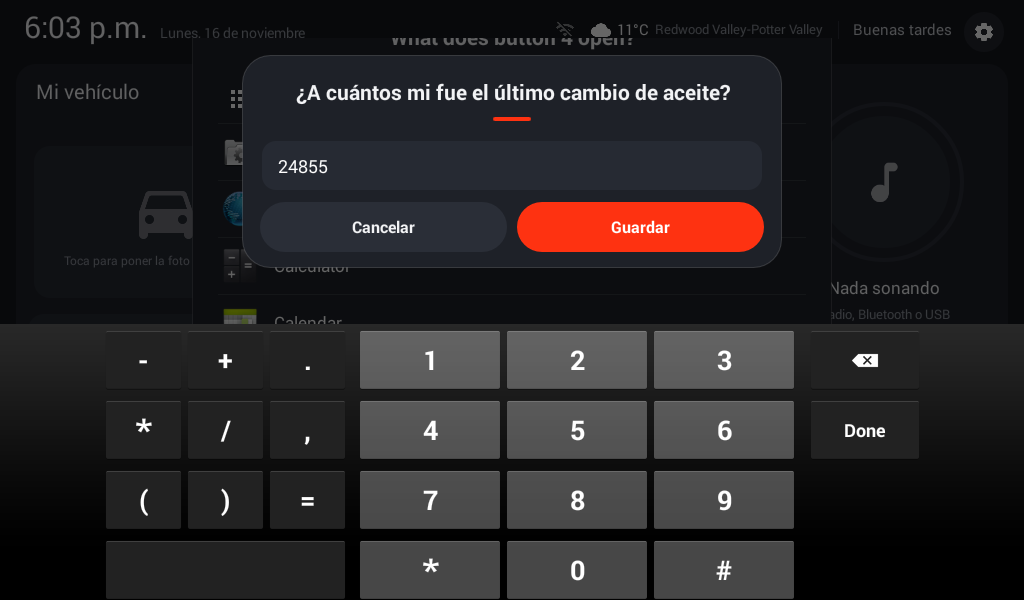 6:03 p.m. Lunes, 16 de noviembre
11°C Redwood Valley-Potter Valley
Buenas tardes
What does button 4 open?
Mi vehículo
¿A cuántos mi fue el último cambio de aceite?
24855
Cancelar
Guardar
Toca para poner la foto
Calculator
Calendar
Nada sonando
adio, Bluetooth o USB
- + . 1 2 3
* / , 4 5 6 Done
( ) = 7 8 9
* 0 #